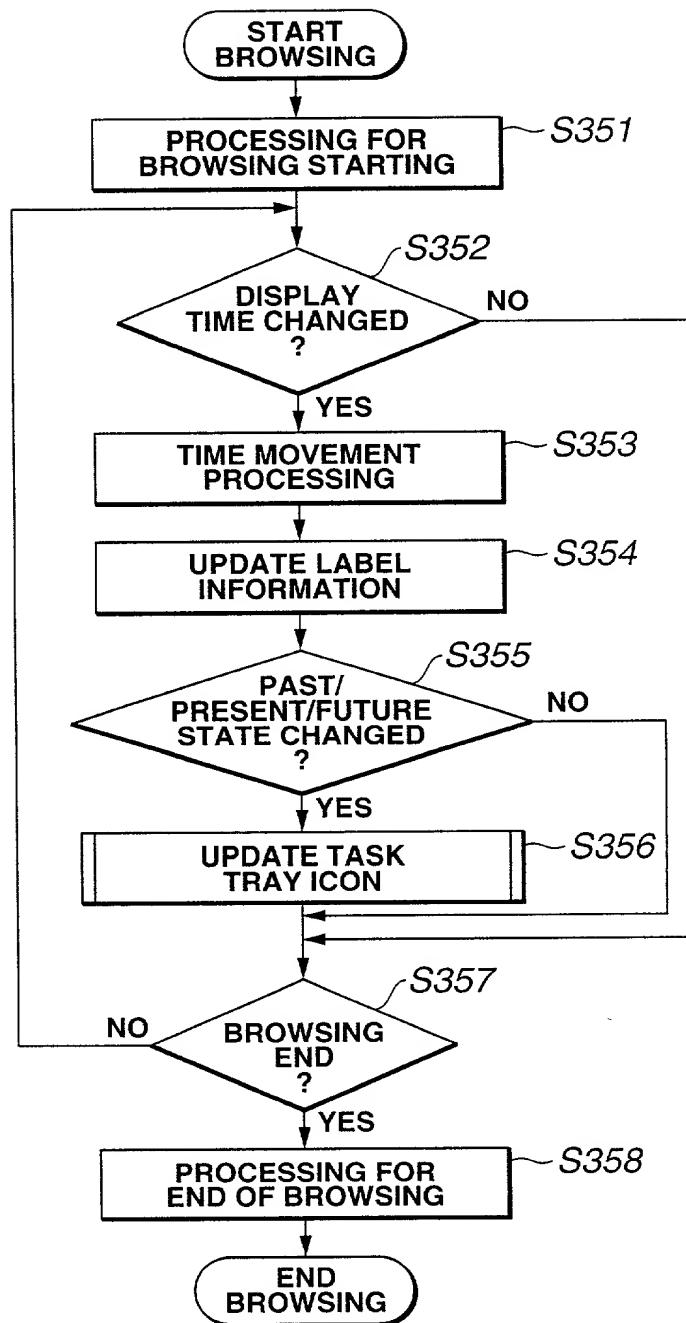 START
BROWSING
PROCESSING FOR
BROWSING STARTING
S351
S352
DISPLAY
TIME CHANGED
?
NO
YES
TIME MOVEMENT
PROCESSING
S353
UPDATE LABEL
INFORMATION
S354
S355
PAST/
PRESENT/FUTURE
STATE CHANGED
?
NO
YES
UPDATE TASK
TRAY ICON
S356
S357
NO
BROWSING
END
?
YES
PROCESSING FOR
END OF BROWSING
S358
END
BROWSING